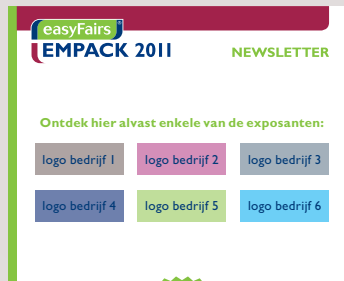 easyFairs®
EMPACK 2011
NEWSLETTER
Ontdek hier alvast enkele van de exposanten:
logo bedrijf 1 logo bedrijf 2 logo bedrijf 3
logo bedrijf 4 logo bedrijf 5 logo bedrijf 6